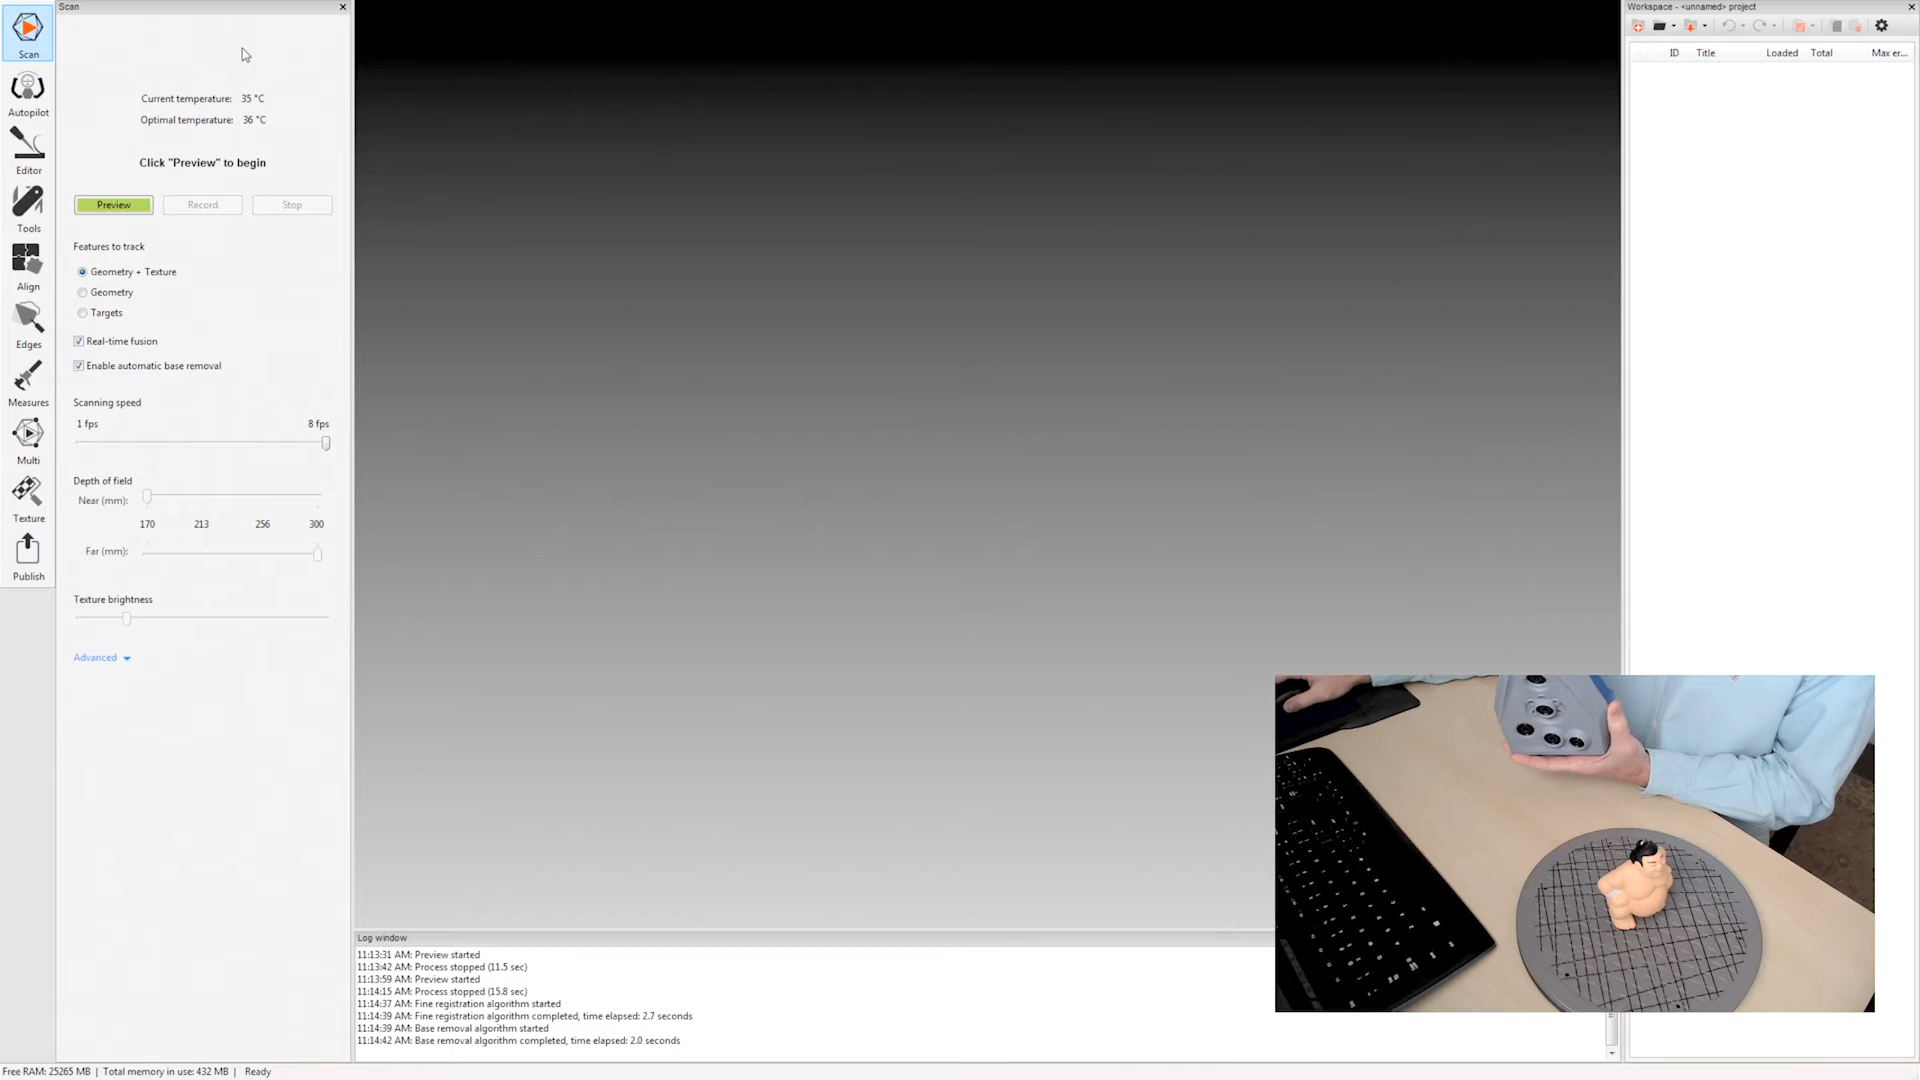 Scan
Workspace - <unnamed> project
Scan
Autopilot
Editor
Tools
Align
Edges
Measures
Multi
Texture
Publish
Current temperature: 35 °C
Optimal temperature: 36 °C
Click "Preview" to begin
Preview Record Stop
Features to track
Geometry + Texture
Geometry
Targets
Real-time fusion
Enable automatic base removal
Scanning speed
1 fps 8 fps
Depth of field
Near (mm):
170 213 256 300
Far (mm):
Texture brightness
Advanced
ID Title Loaded Total Max er...
Log window
11:13:31 AM: Preview started
11:13:42 AM: Process stopped (11.5 sec)
11:13:59 AM: Preview started
11:14:15 AM: Process stopped (15.8 sec)
11:14:37 AM: Fine registration algorithm started
11:14:39 AM: Fine registration algorithm completed, time elapsed: 2.7 seconds
11:14:39 AM: Base removal algorithm started
11:14:42 AM: Base removal algorithm completed, time elapsed: 2.0 seconds
Free RAM: 25265 MB | Total memory in use: 432 MB | Ready